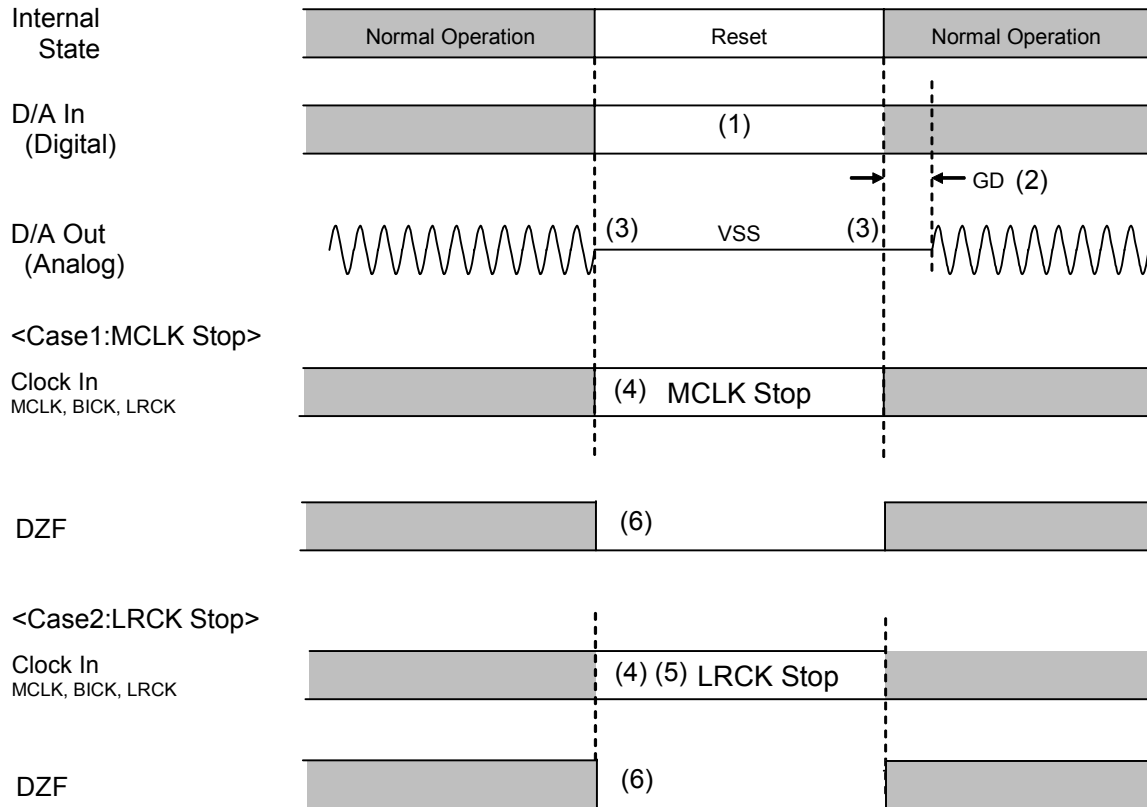 Internal
State
Normal Operation
Reset
Normal Operation
D/A In
(Digital)
(1)
GD (2)
D/A Out
(Analog)
(3)
VSS
(3)
<Case1:MCLK Stop>
Clock In
MCLK, BICK, LRCK
(4) MCLK Stop
DZF
(6)
<Case2:LRCK Stop>
Clock In
MCLK, BICK, LRCK
(4) (5) LRCK Stop
DZF
(6)